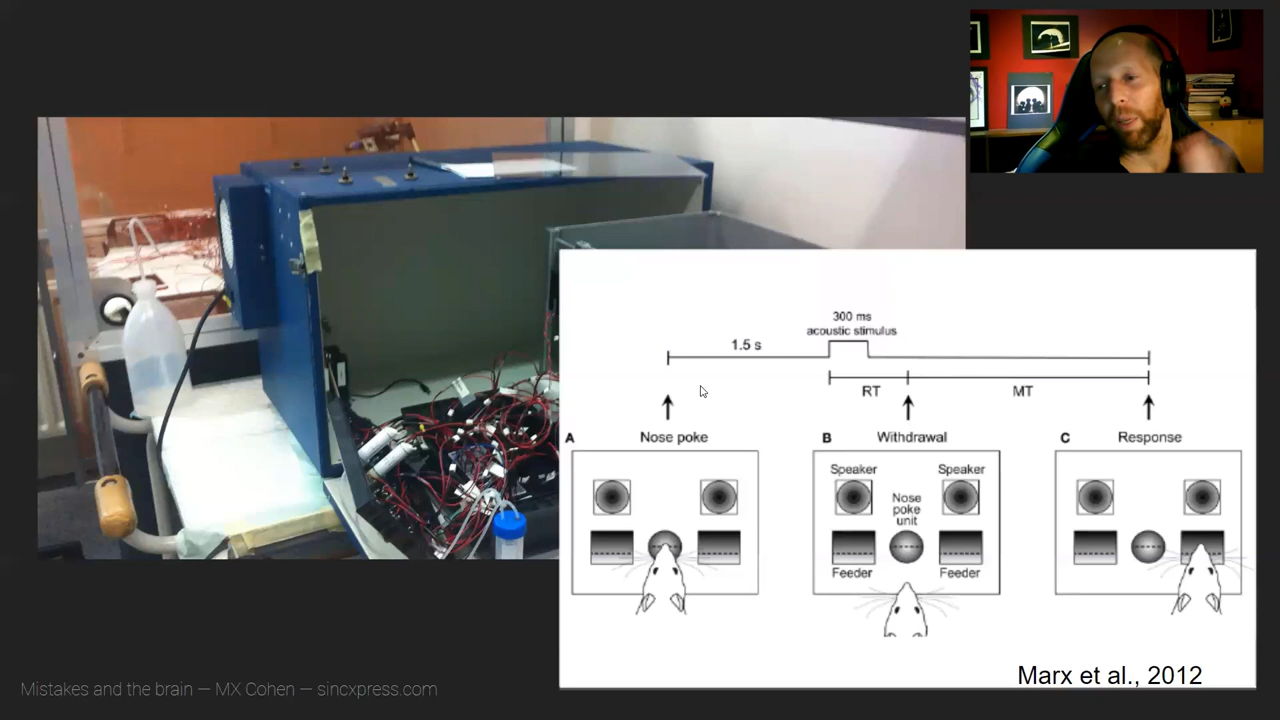 300 ms
acoustic stimulus
1.5 s
RT
MT
A
Nose poke
B
Withdrawal
C
Response
Speaker
Speaker
Nose
poke
unit
Feeder
Feeder
Marx et al., 2012
Mistakes and the brain — MX Cohen — sincxpress.com